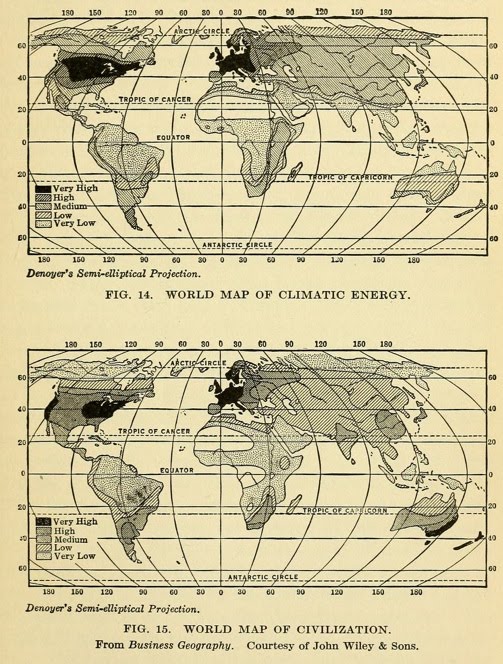 180 150 120 90 60 30 0 30 60 90 120 150 180
ARCTIC CIRCLE
60 60
40 40
TROPIC OF CANCER
20 20
EQUATOR
0 0
TROPIC OF CAPRICORN
20 20
Very High
High
Medium
Low
Very Low
40 40
60 60
ANTARCTIC CIRCLE
180 150 120 90 60 30 0 30 60 90 120 150 180
Denoyer's Semi-elliptical Projection.
FIG. 14. WORLD MAP OF CLIMATIC ENERGY.
180 150 120 90 60 30 0 30 60 90 120 150 180
ARCTIC CIRCLE
60 60
40 40
TROPIC OF CANCER
20 20
EQUATOR
0 0
TROPIC OF CAPRICORN
20 20
Very High
High
Medium
Low
Very Low
40 40
60 60
ANTARCTIC CIRCLE
180 150 120 90 60 30 0 30 60 90 120 150 180
Denoyer's Semi-elliptical Projection.
FIG. 15. WORLD MAP OF CIVILIZATION.
From Business Geography. Courtesy of John Wiley & Sons.